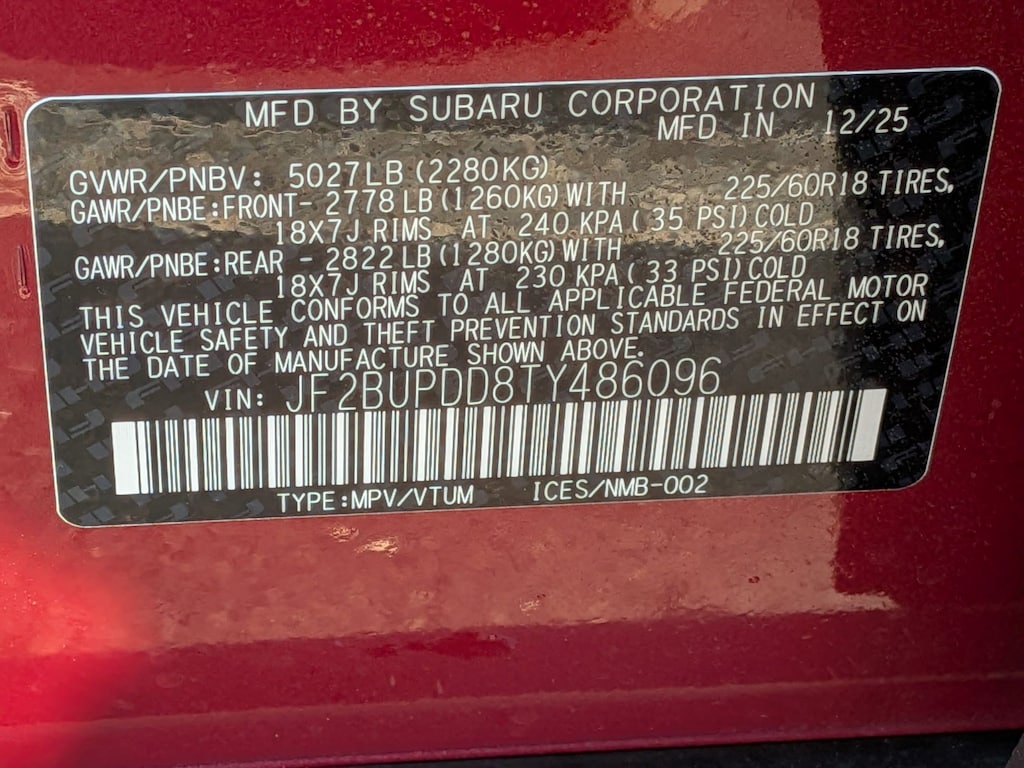 MFD BY SUBARU CORPORATION
MFD IN 12/25
GVWR/PNBV: 5027LB (2280KG)
GAWR/PNBE:FRONT- 2778 LB (1260KG) WITH 225/60R18 TIRES,
18X7J RIMS AT 240 KPA ( 35 PSI) COLD
GAWR/PNBE:REAR - 2822 LB (1280KG) WITH 225/60R18 TIRES,
18X7J RIMS AT 230 KPA ( 33 PSI) COLD
THIS VEHICLE CONFORMS TO ALL APPLICABLE FEDERAL MOTOR
VEHICLE SAFETY AND THEFT PREVENTION STANDARDS IN EFFECT ON
THE DATE OF MANUFACTURE SHOWN ABOVE.
VIN: JF2BUPDD8TY486096
TYPE:MPV/VTUM ICES/NMB-002